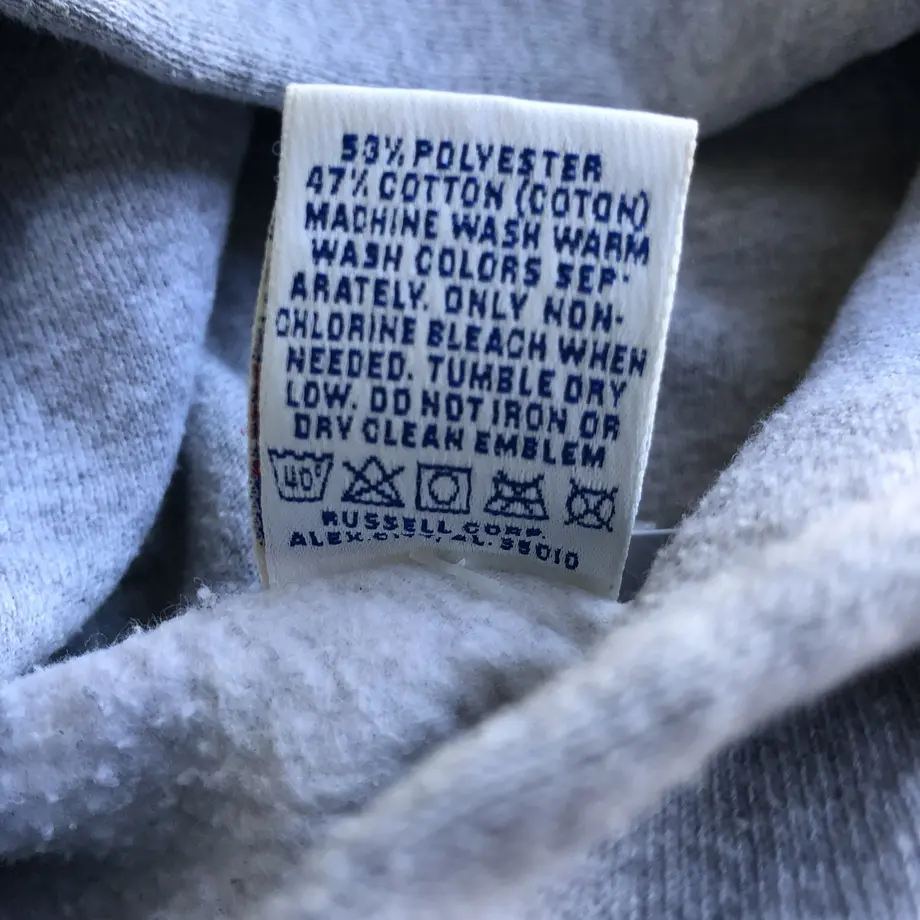 53% POLYESTER
47% COTTON (COTON)
MACHINE WASH WARM
WASH COLORS SEP-
ARATELY. ONLY NON-
CHLORINE BLEACH WHEN
NEEDED. TUMBLE DRY
LOW. DO NOT IRON OR
DRY CLEAN EMBLEM
40°
RUSSELL CORP.
ALEX CITY, AL. 35010